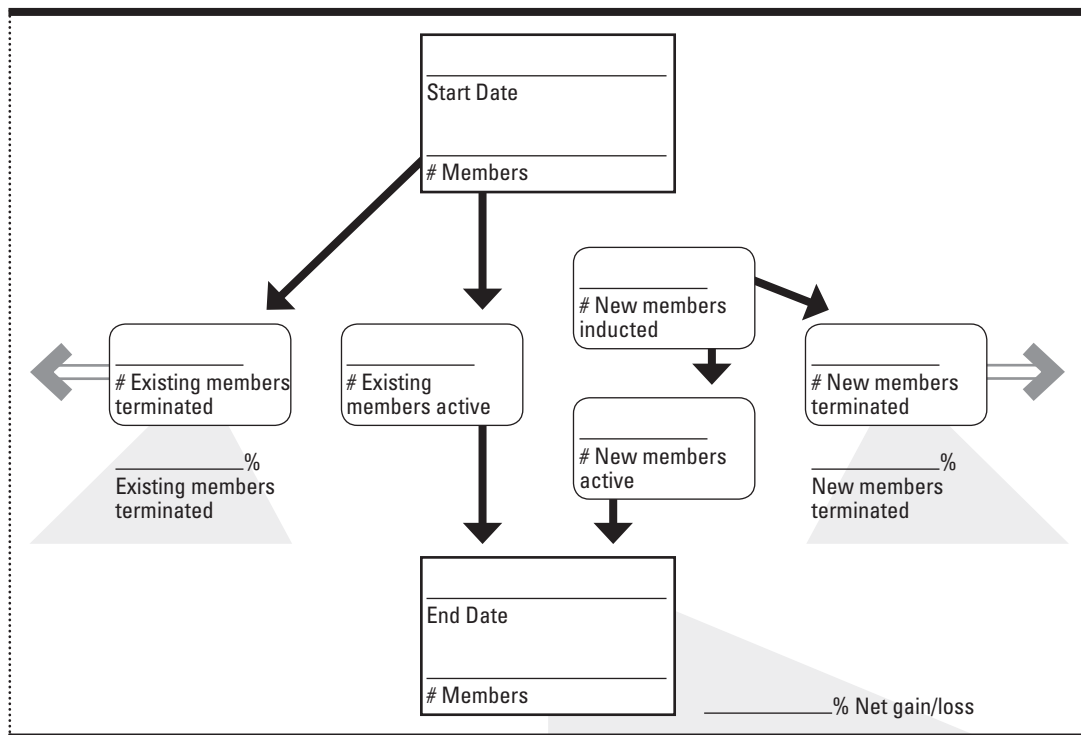 Start Date
# Members
# New members
inducted
# Existing members
terminated
# Existing
members active
# New members
terminated
# New members
active
%
Existing members
terminated
%
New members
terminated
End Date
# Members
% Net gain/loss